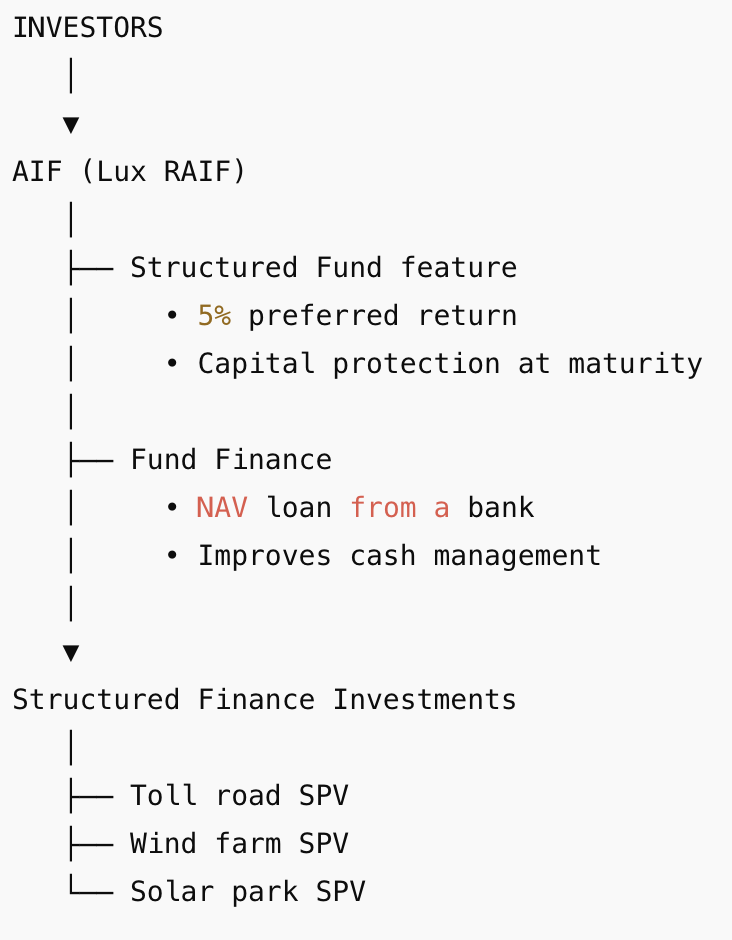 INVESTORS
│
▼
AIF (Lux RAIF)
│
├── Structured Fund feature
│     • 5% preferred return
│     • Capital protection at maturity
│
├── Fund Finance
│     • NAV loan from a bank
│     • Improves cash management
│
▼
Structured Finance Investments
│
├── Toll road SPV
├── Wind farm SPV
└── Solar park SPV